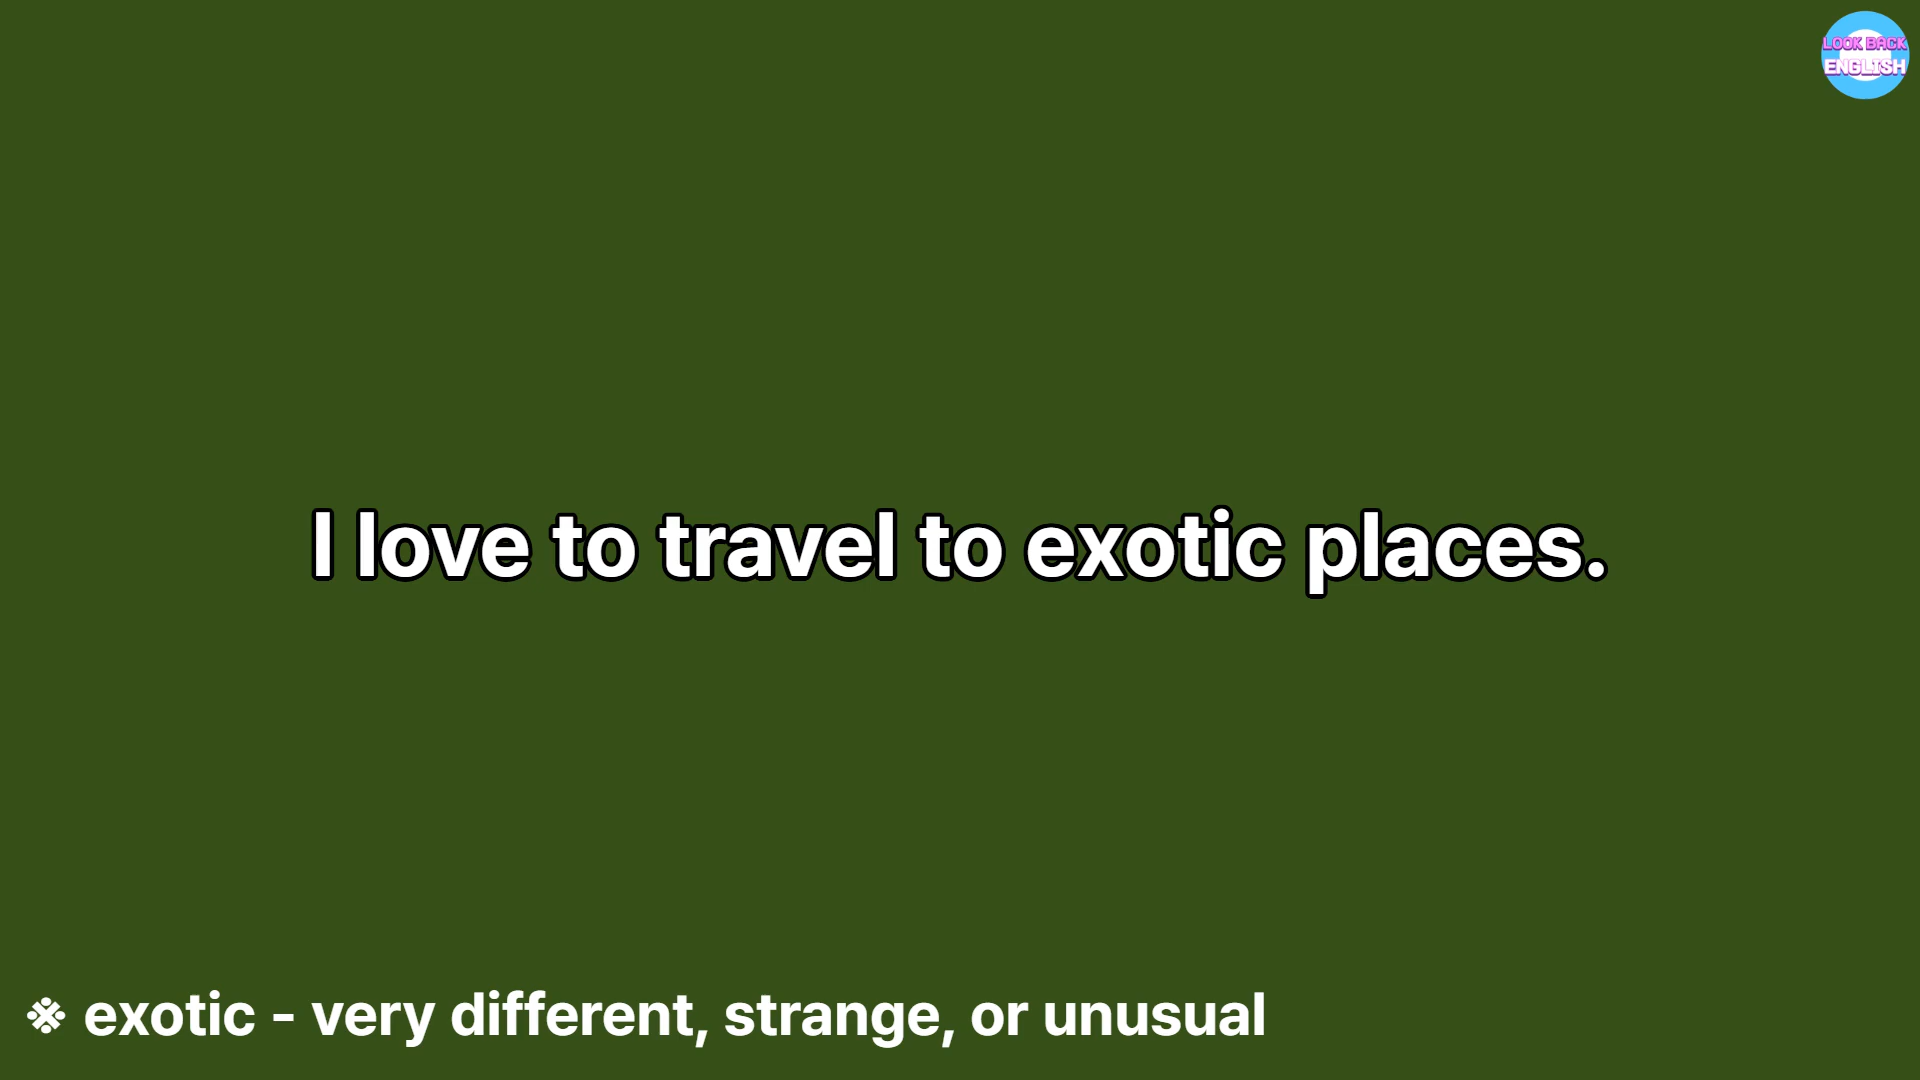 LOOK BACK
ENGLISH
I love to travel to exotic places.
※ exotic - very different, strange, or unusual